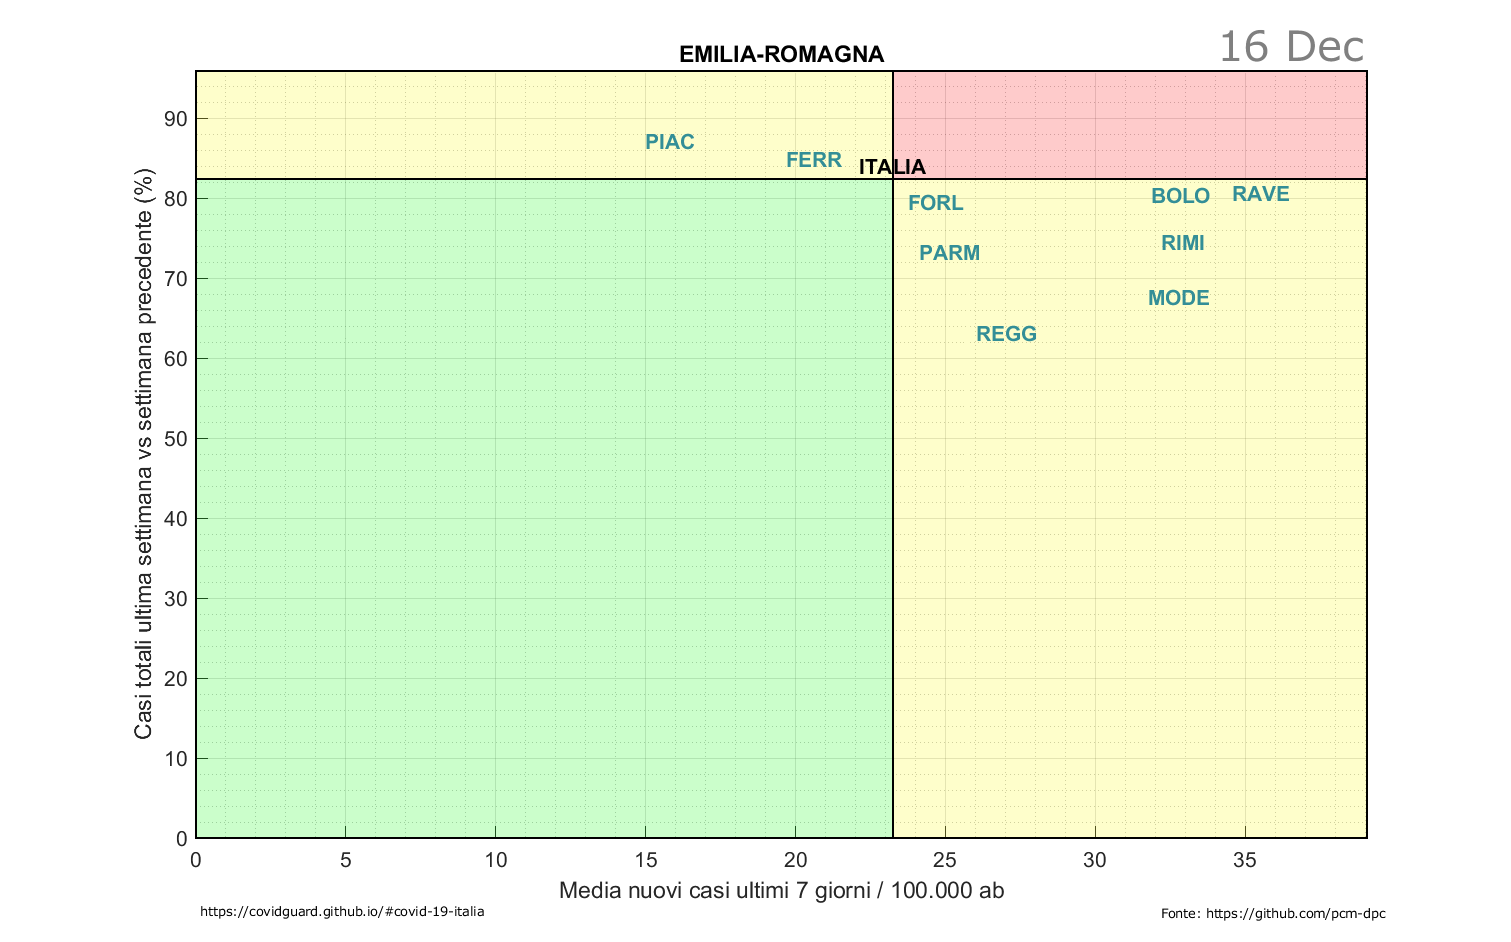 16 Dec
EMILIA-ROMAGNA
90
80
70
60
50
40
30
20
10
0
Casi totali ultima settimana vs settimana precedente (%)
PIAC
FERR
ITALIA
FORL
BOLO
RAVE
PARM
RIMI
MODE
REGG
0
5
10
15
20
25
30
35
Media nuovi casi ultimi 7 giorni / 100.000 ab
https://covidguard.github.io/#covid-19-italia
Fonte: https://github.com/pcm-dpc